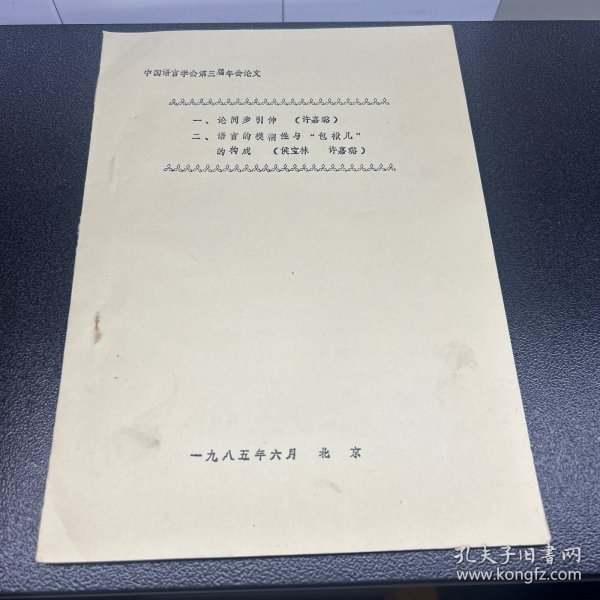 中国语言学会第三届年会论文
一、论同步引伸 （许嘉璐）
二、语言的模糊性与“包袱儿”
的构成 （侯宝林 许嘉璐）
一九八五年六月 北 京
孔夫子旧书网
www.kongfz.com